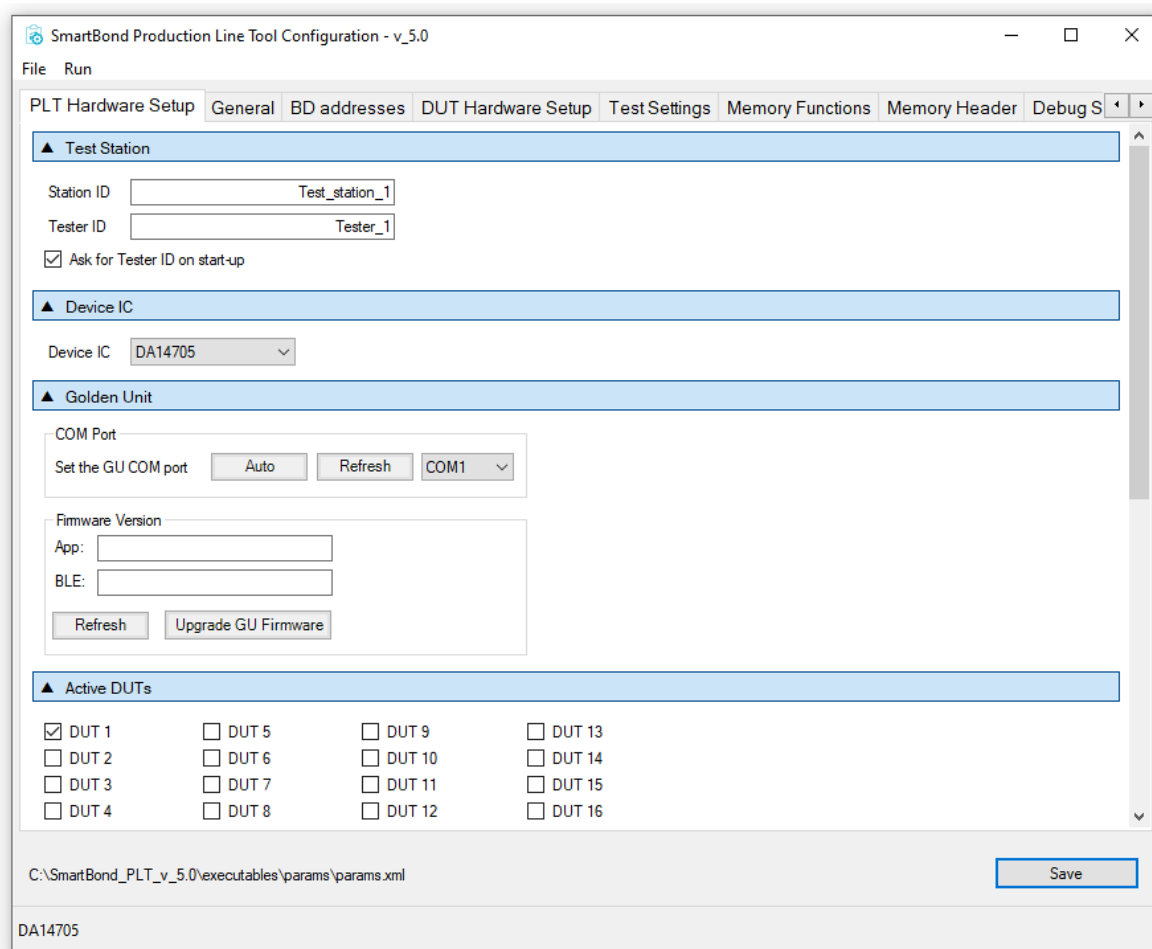 SmartBond Production Line Tool Configuration - v_5.0
File Run
PLT Hardware Setup General BD addresses DUT Hardware Setup Test Settings Memory Functions Memory Header Debug S
Test Station
Station ID Test_station_1
Tester ID Tester_1
Ask for Tester ID on start-up
Device IC
Device IC DA14705
Golden Unit
COM Port
Set the GU COM port Auto Refresh COM1
Firmware Version
App:
BLE:
Refresh Upgrade GU Firmware
Active DUTs
DUT 1 DUT 5 DUT 9 DUT 13
DUT 2 DUT 6 DUT 10 DUT 14
DUT 3 DUT 7 DUT 11 DUT 15
DUT 4 DUT 8 DUT 12 DUT 16
C:\SmartBond_PLT_v_5.0\executables\params\params.xml Save
DA14705